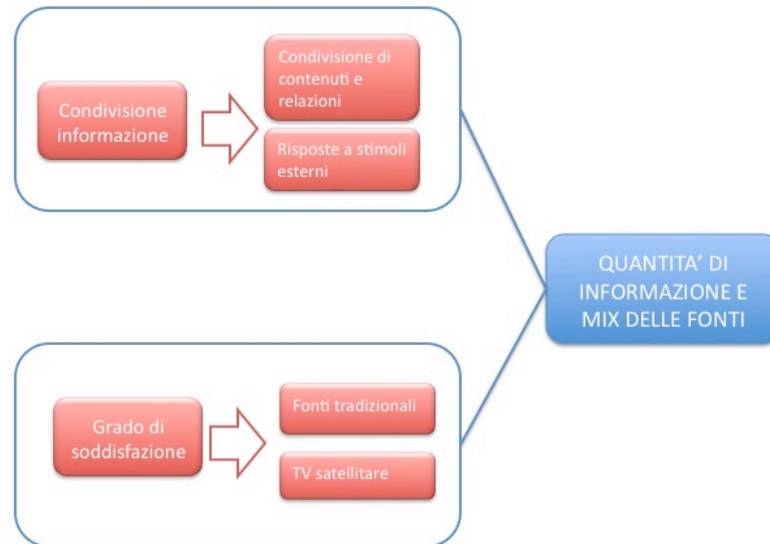 Condivisione
informazione
Condivisione di
contenuti e
relazioni
Risposte a stimoli
esterni
QUANTITA' DI
INFORMAZIONE E
MIX DELLE FONTI
Grado di
soddisfazione
Fonti tradizionali
TV satellitare